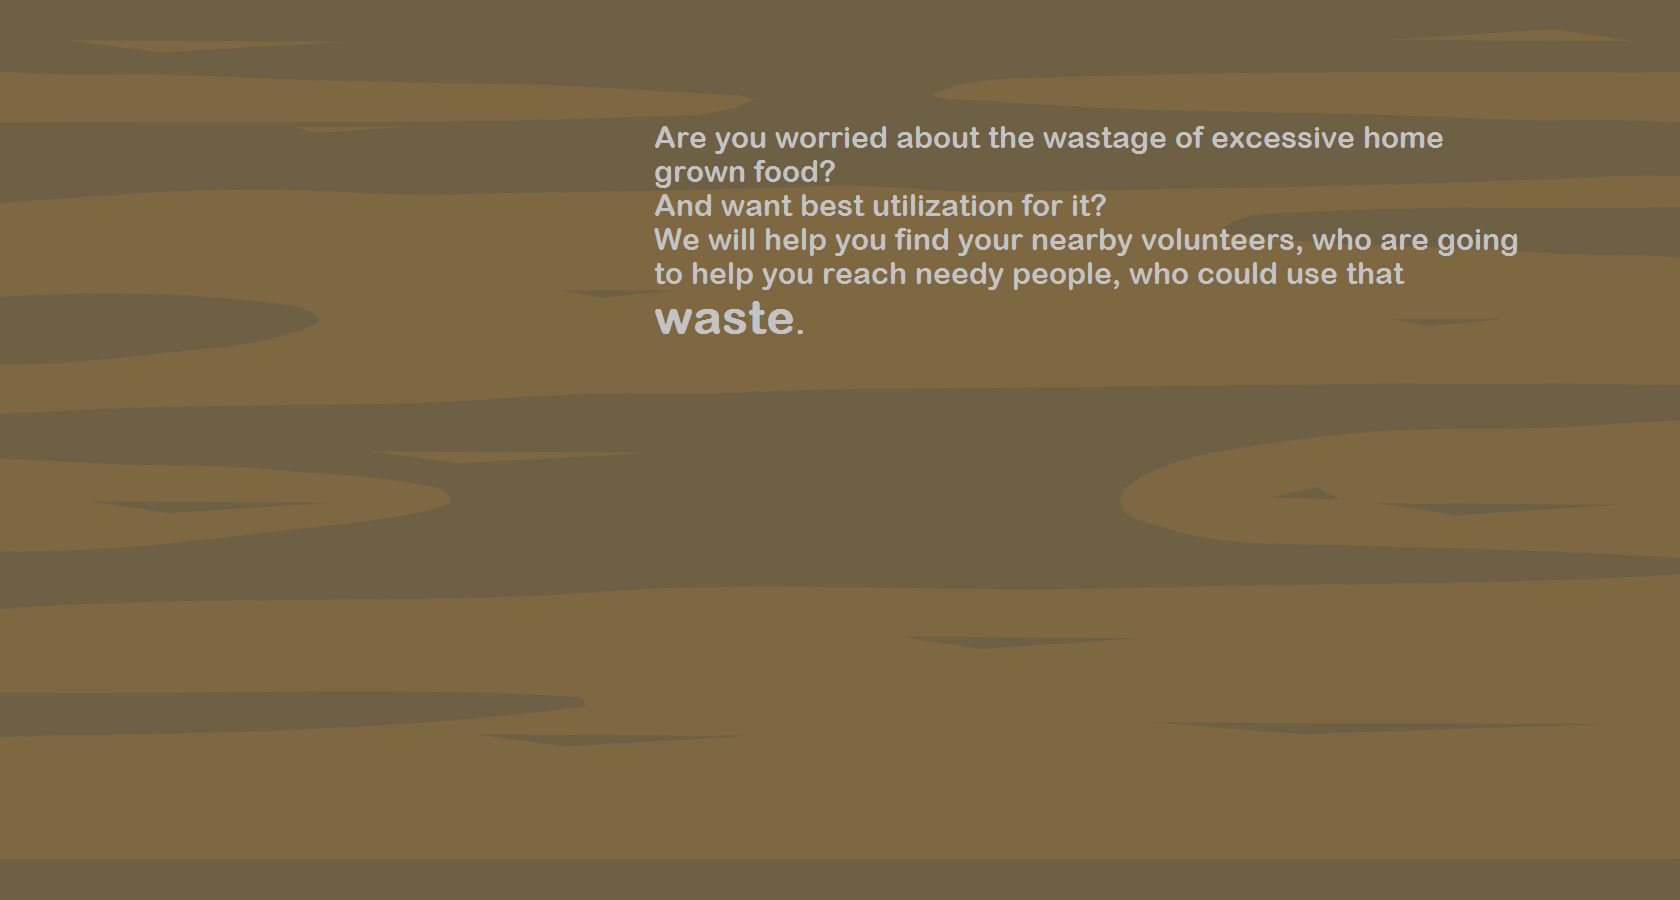 Are you worried about the wastage of excessive home
grown food?
And want best utilization for it?
We will help you find your nearby volunteers, who are going
to help you reach needy people, who could use that
waste.